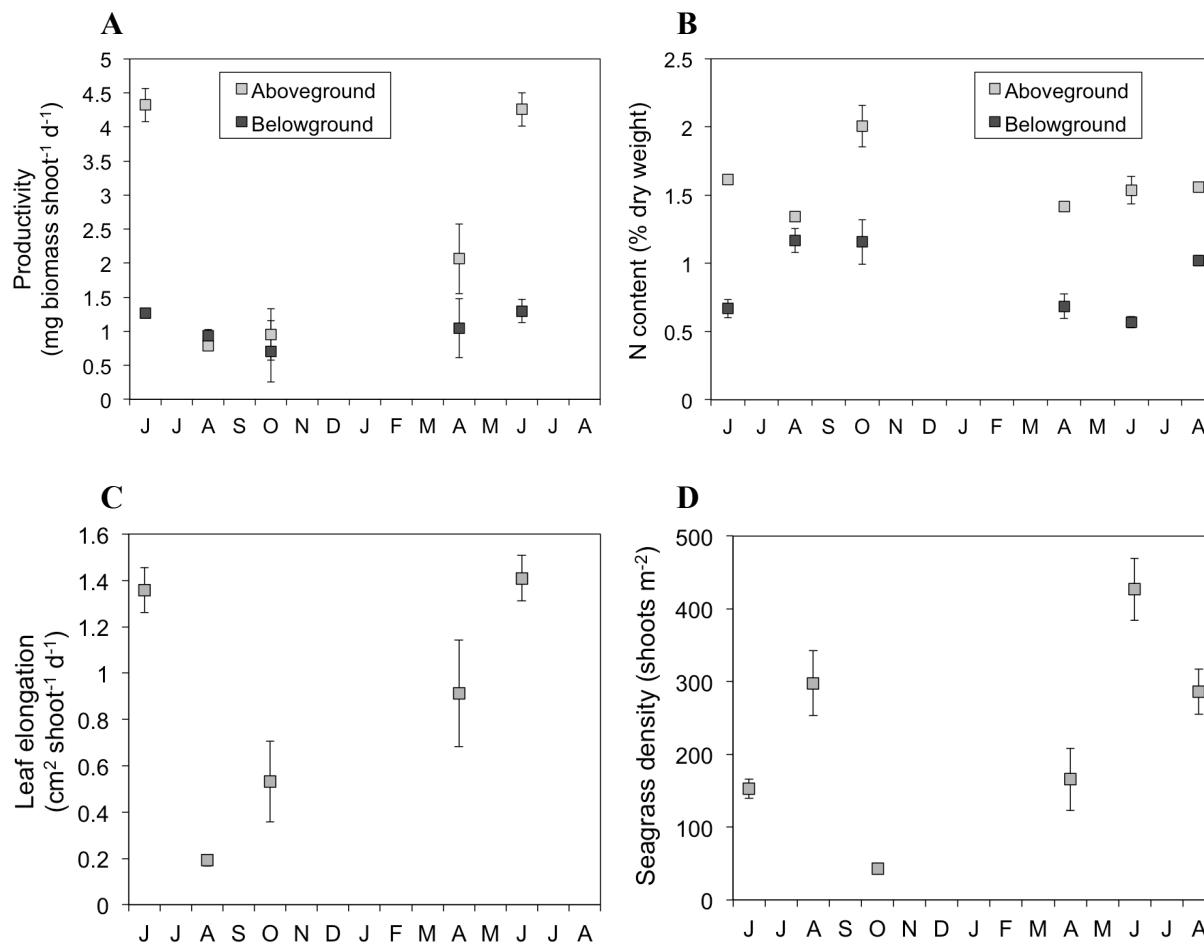 A
Productivity
(mg biomass shoot⁻¹ d⁻¹)
5
4.5
4
3.5
3
2.5
2
1.5
1
0.5
0
Aboveground
Belowground
J J A S O N D J F M A M J J A
B
N content (% dry weight)
2.5
2
1.5
1
0.5
0
Aboveground
Belowground
J J A S O N D J F M A M J J A
C
Leaf elongation
(cm² shoot⁻¹ d⁻¹)
1.6
1.4
1.2
1
0.8
0.6
0.4
0.2
0
J J A S O N D J F M A M J J A
D
Seagrass density (shoots m⁻²)
500
400
300
200
100
0
J J A S O N D J F M A M J J A